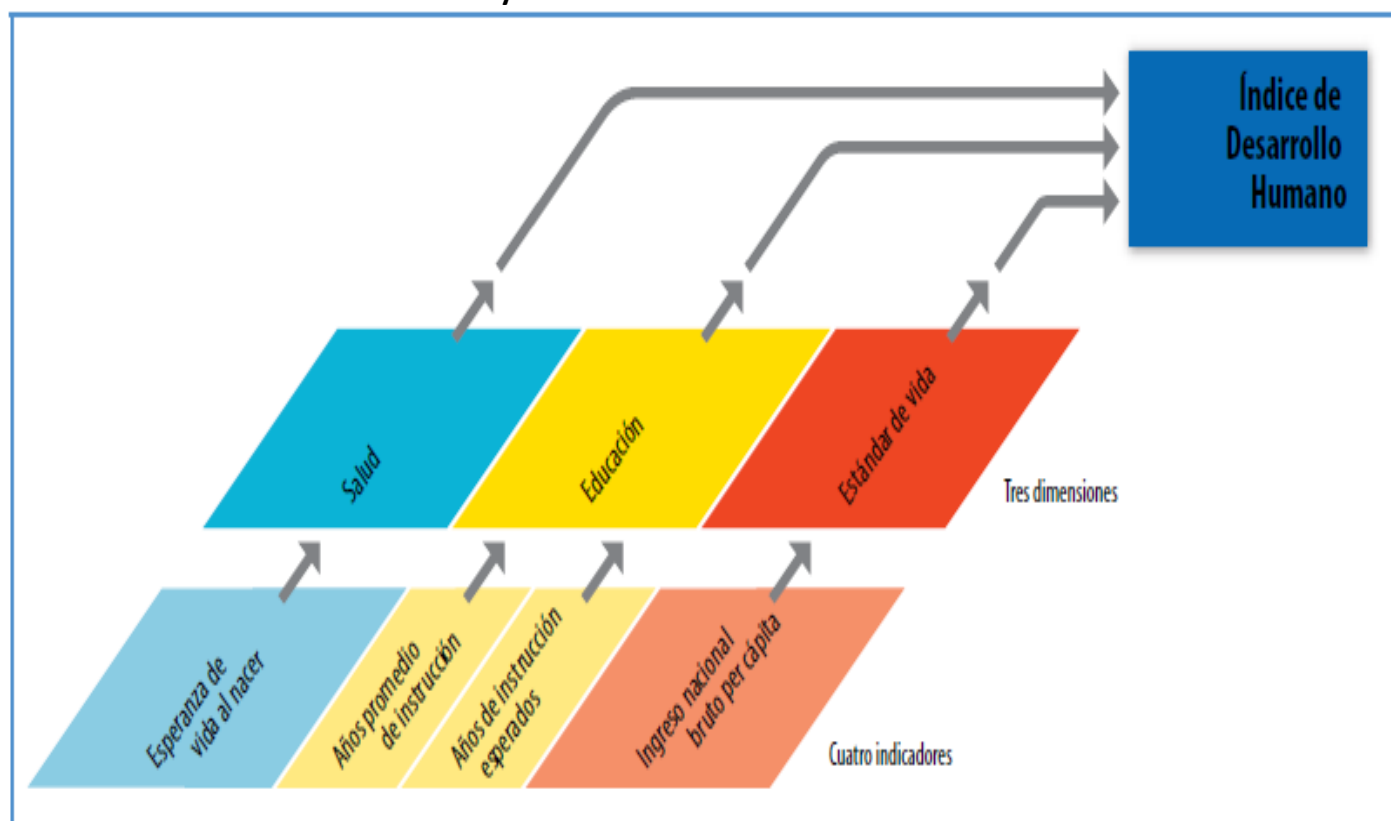 Índice de
Desarrollo
Humano
Salud
Educación
Estándar de vida
Tres dimensiones
Esperanza de
vida al nacer
Años promedio
de instrucción
Años de instrucción
esperados
Ingreso nacional
bruto per cápita
Cuatro indicadores